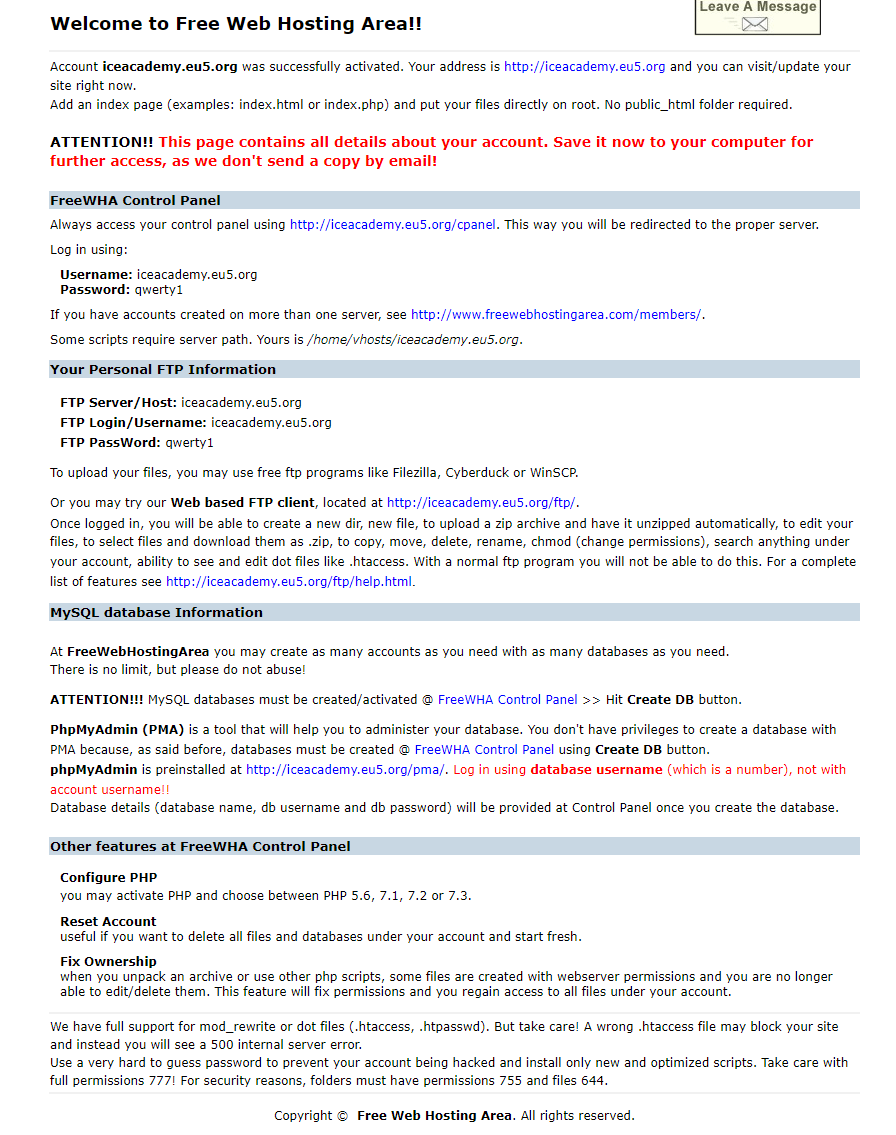 Leave A Message
Welcome to Free Web Hosting Area!!
Account iceacademy.eu5.org was successfully activated. Your address is http://iceacademy.eu5.org and you can visit/update your
site right now.
Add an index page (examples: index.html or index.php) and put your files directly on root. No public_html folder required.
ATTENTION!! This page contains all details about your account. Save it now to your computer for
further access, as we don't send a copy by email!
FreeWHA Control Panel
Always access your control panel using http://iceacademy.eu5.org/cpanel. This way you will be redirected to the proper server.
Log in using:
Username: iceacademy.eu5.org
Password: qwerty1
If you have accounts created on more than one server, see http://www.freewebhostingarea.com/members/.
Some scripts require server path. Yours is /home/vhosts/iceacademy.eu5.org.
Your Personal FTP Information
FTP Server/Host: iceacademy.eu5.org
FTP Login/Username: iceacademy.eu5.org
FTP PassWord: qwerty1
To upload your files, you may use free ftp programs like Filezilla, Cyberduck or WinSCP.
Or you may try our Web based FTP client, located at http://iceacademy.eu5.org/ftp/.
Once logged in, you will be able to create a new dir, new file, to upload a zip archive and have it unzipped automatically, to edit your
files, to select files and download them as .zip, to copy, move, delete, rename, chmod (change permissions), search anything under
your account, ability to see and edit dot files like .htaccess. With a normal ftp program you will not be able to do this. For a complete
list of features see http://iceacademy.eu5.org/ftp/help.html.
MySQL database Information
At FreeWebHostingArea you may create as many accounts as you need with as many databases as you need.
There is no limit, but please do not abuse!
ATTENTION!!! MySQL databases must be created/activated @ FreeWHA Control Panel >> Hit Create DB button.
PhpMyAdmin (PMA) is a tool that will help you to administer your database. You don't have privileges to create a database with
PMA because, as said before, databases must be created @ FreeWHA Control Panel using Create DB button.
phpMyAdmin is preinstalled at http://iceacademy.eu5.org/pma/. Log in using database username (which is a number), not with
account username!!
Database details (database name, db username and db password) will be provided at Control Panel once you create the database.
Other features at FreeWHA Control Panel
Configure PHP
you may activate PHP and choose between PHP 5.6, 7.1, 7.2 or 7.3.
Reset Account
useful if you want to delete all files and databases under your account and start fresh.
Fix Ownership
when you unpack an archive or use other php scripts, some files are created with webserver permissions and you are no longer
able to edit/delete them. This feature will fix permissions and you regain access to all files under your account.
We have full support for mod_rewrite or dot files (.htaccess, .htpasswd). But take care! A wrong .htaccess file may block your site
and instead you will see a 500 internal server error.
Use a very hard to guess password to prevent your account being hacked and install only new and optimized scripts. Take care with
full permissions 777! For security reasons, folders must have permissions 755 and files 644.
Copyright © Free Web Hosting Area. All rights reserved.